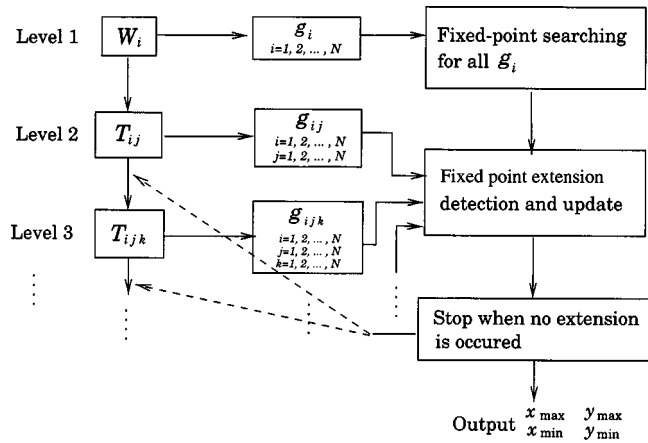 Level 1
W_i
g_i
i=1, 2, ... , N
Fixed-point searching
for all g_i
Level 2
T_ij
g_ij
i=1, 2, ... , N
j=1, 2, ... , N
Fixed point extension
detection and update
Level 3
T_ijk
g_ijk
i=1, 2, ... , N
j=1, 2, ... , N
k=1, 2, ... , N
Stop when no extension
is occured
Output x_max y_max
x_min y_min